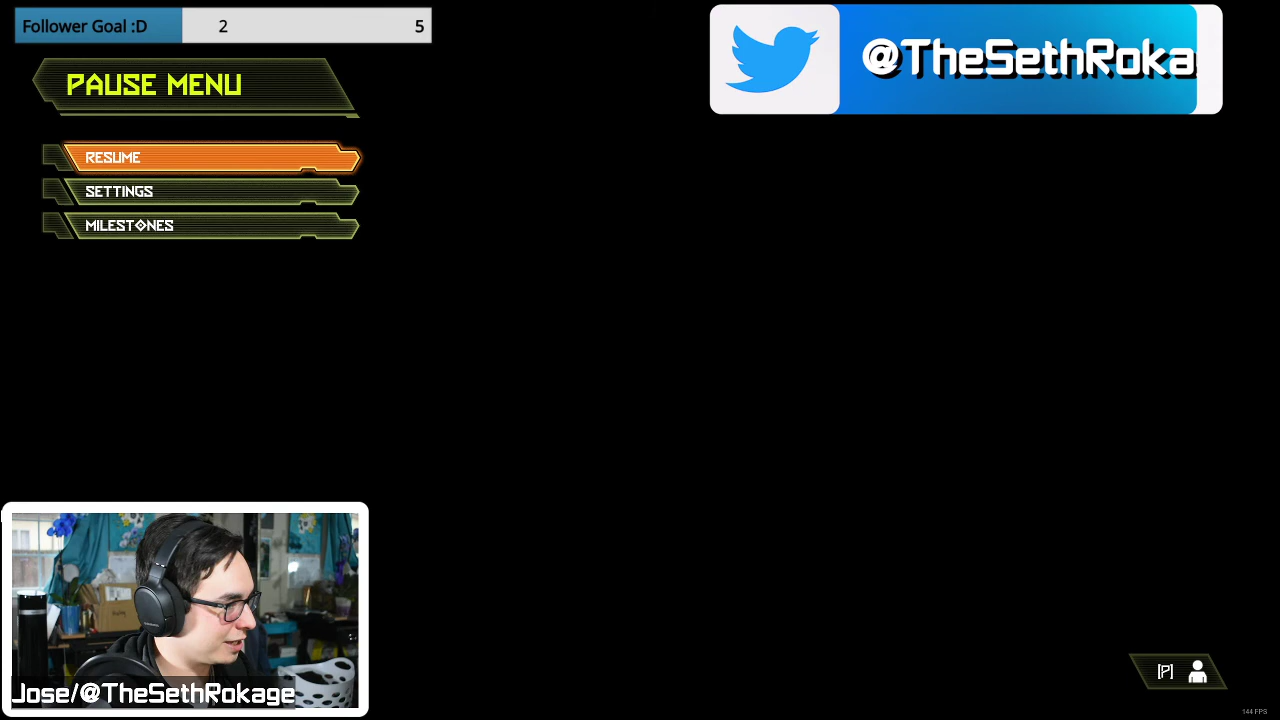 Follower Goal :D 2 5
@TheSethRoka
PAUSE MENU
RESUME
SETTINGS
MILESTONES
Jose/@TheSethRokage
[P]
144 FPS